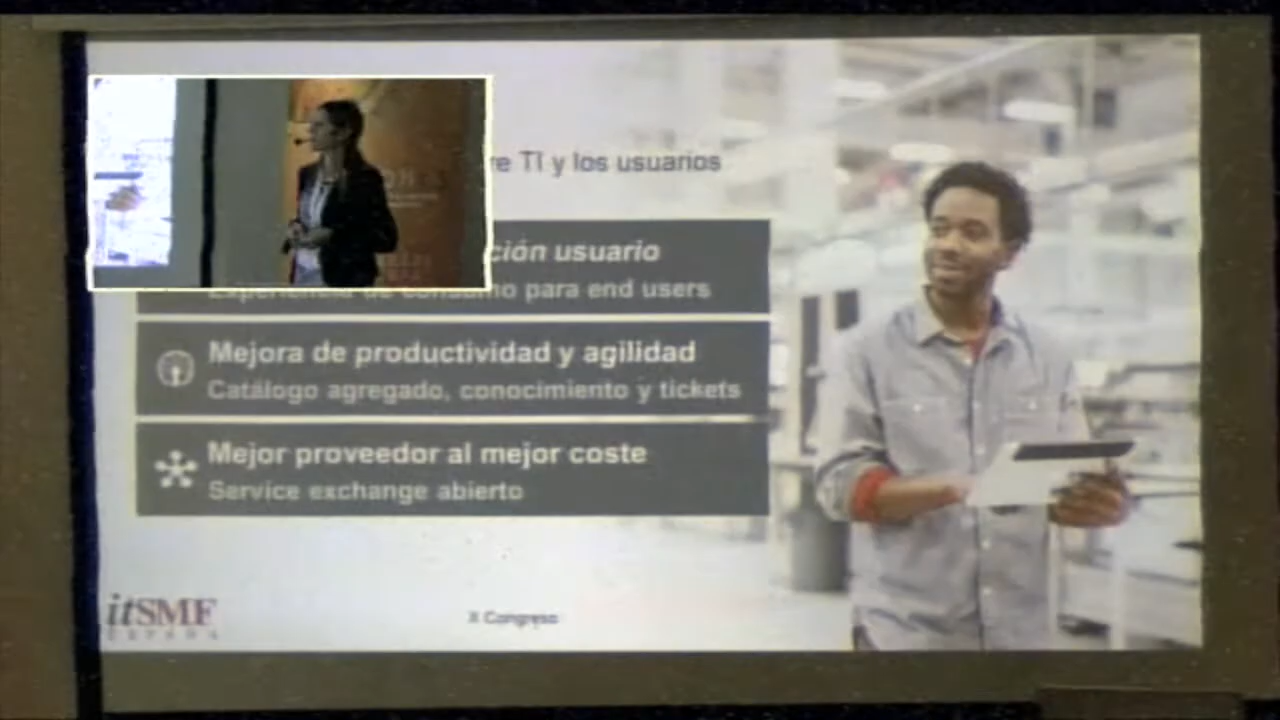 re TI y los usuarios
ción usuario
Experiencia de consumo para end users
Mejora de productividad y agilidad
Catálogo agregado, conocimiento y tickets
Mejor proveedor al mejor coste
Service exchange abierto
itSMF
ESPAÑA
X Congreso